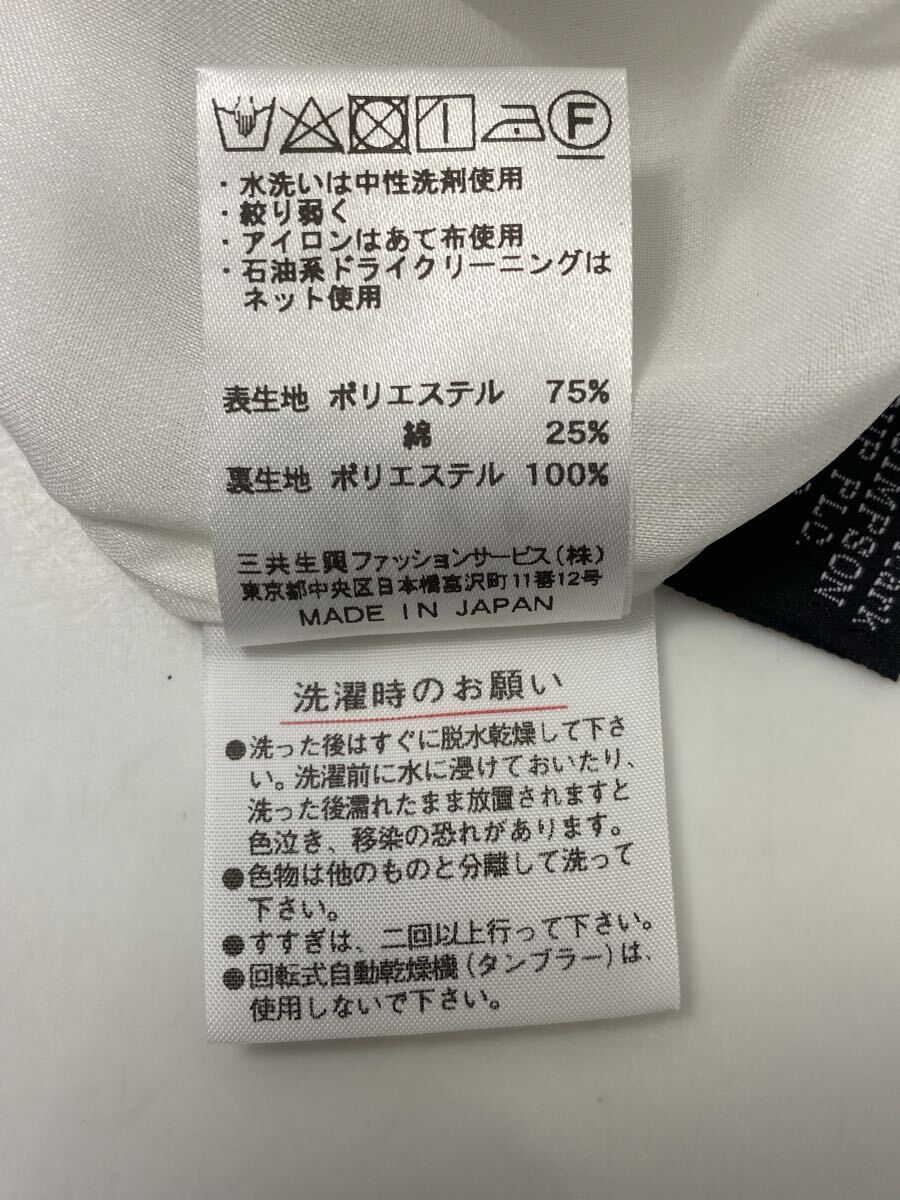 F
・水洗いは中性洗剤使用
・絞り弱く
・アイロンはあて布使用
・石油系ドライクリーニングは
ネット使用
表生地 ポリエステル 75%
綿 25%
裏生地 ポリエステル 100%
三共生興ファッションサービス(株)
東京都中央区日本橋富沢町11番12号
MADE IN JAPAN
洗濯時のお願い
●洗った後はすぐに脱水乾燥して下さ
い。洗濯前に水に浸けておいたり、
洗った後濡れたまま放置されますと
色泣き、移染の恐れがあります。
●色物は他のものと分離して洗って
下さい。
●すすぎは、二回以上行って下さい。
●回転式自動乾燥機(タンブラー)は、
使用しないで下さい。
SIMPSON
PLC